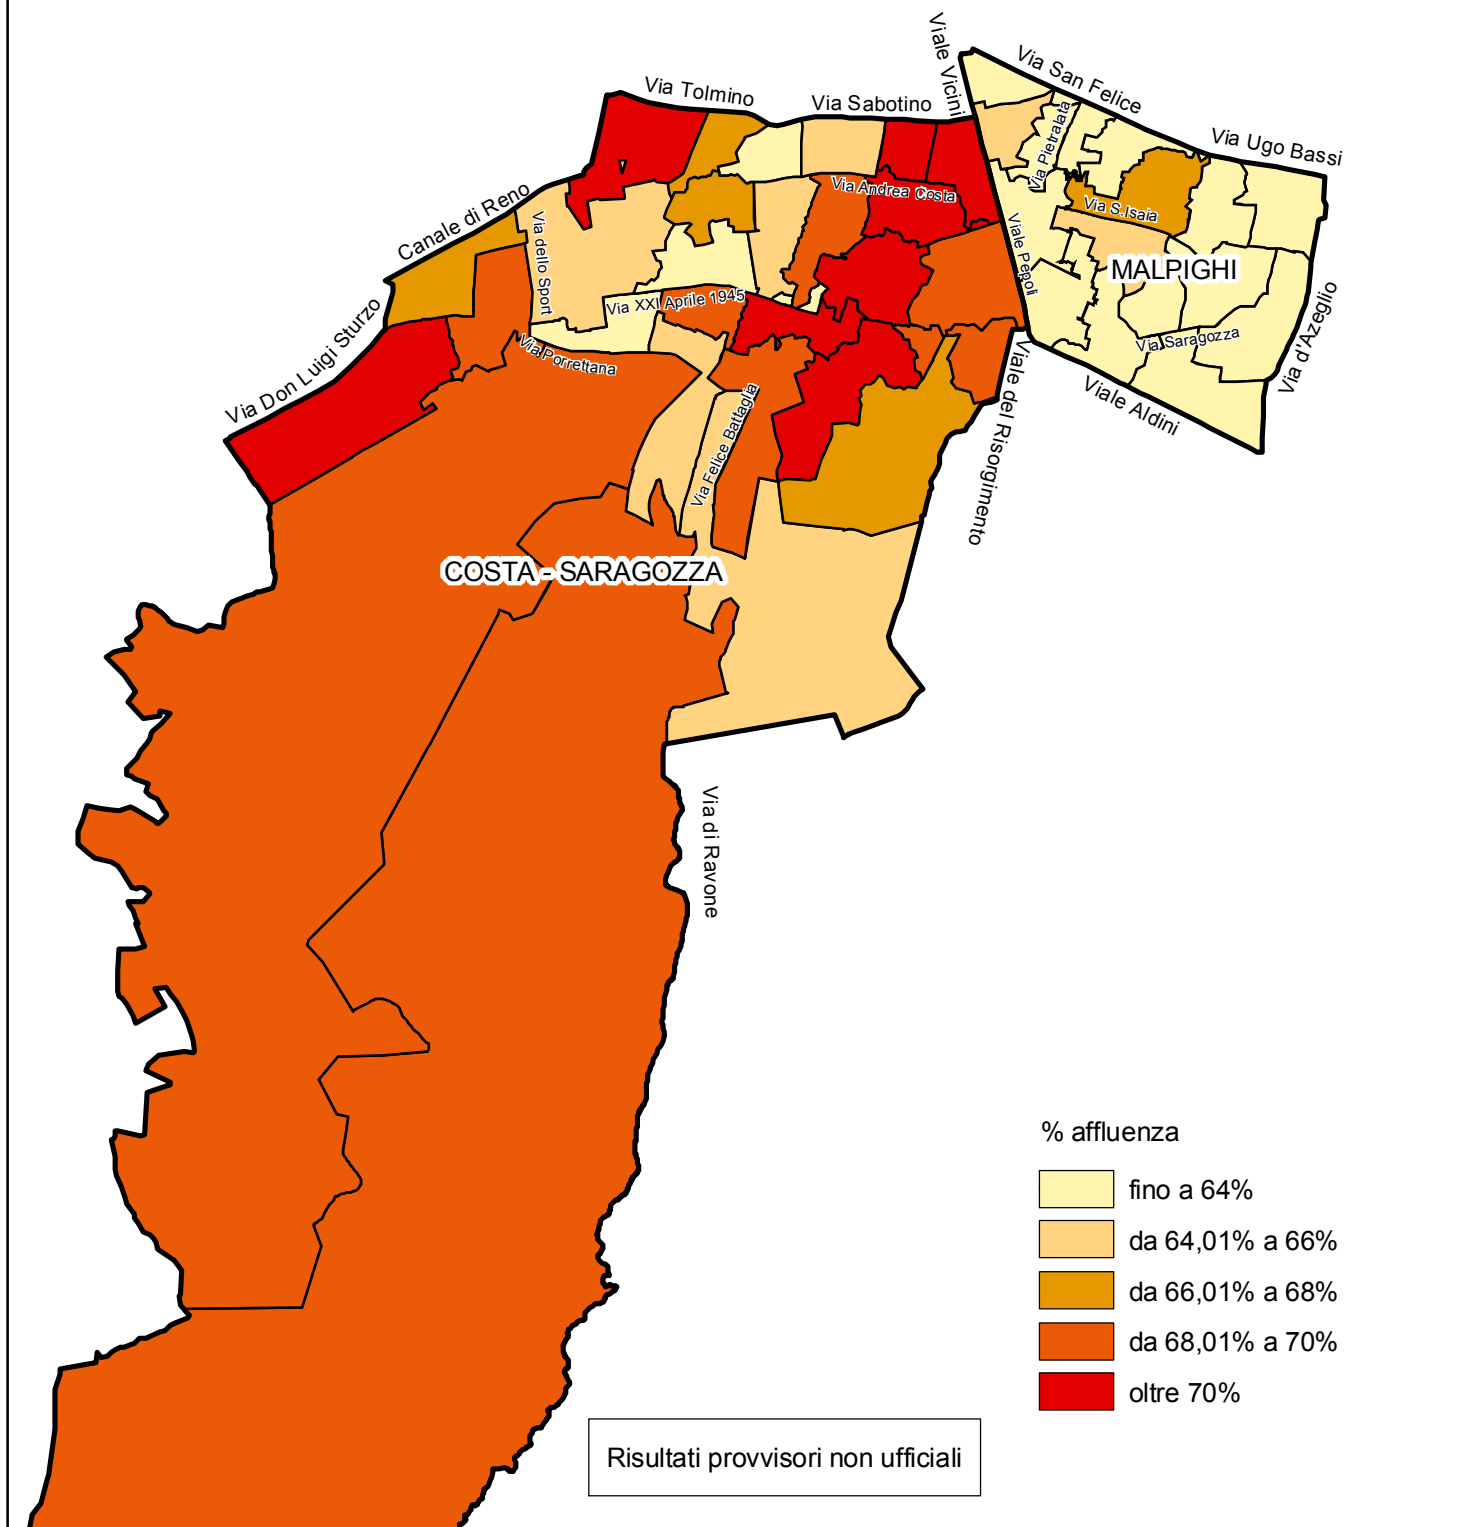 Viale Vicini
Via San Felice
Via Tolmino
Via Sabotino
Via Ugo Bassi
Via Pietralata
Via Andrea Costa
Via S.Isaia
Canale di Reno
Via dello Sport
Viale Pepoli
MALPIGHI
Via XXI Aprile 1945
Via Don Luigi Sturzo
Via Porrettana
Via Saragozza
Via d'Azeglio
Viale Aldini
Via Felice Battaglia
Viale del Risorgimento
COSTA - SARAGOZZA
Via di Ravone
% affluenza
fino a 64%
da 64,01% a 66%
da 66,01% a 68%
da 68,01% a 70%
oltre 70%
Risultati provvisori non ufficiali